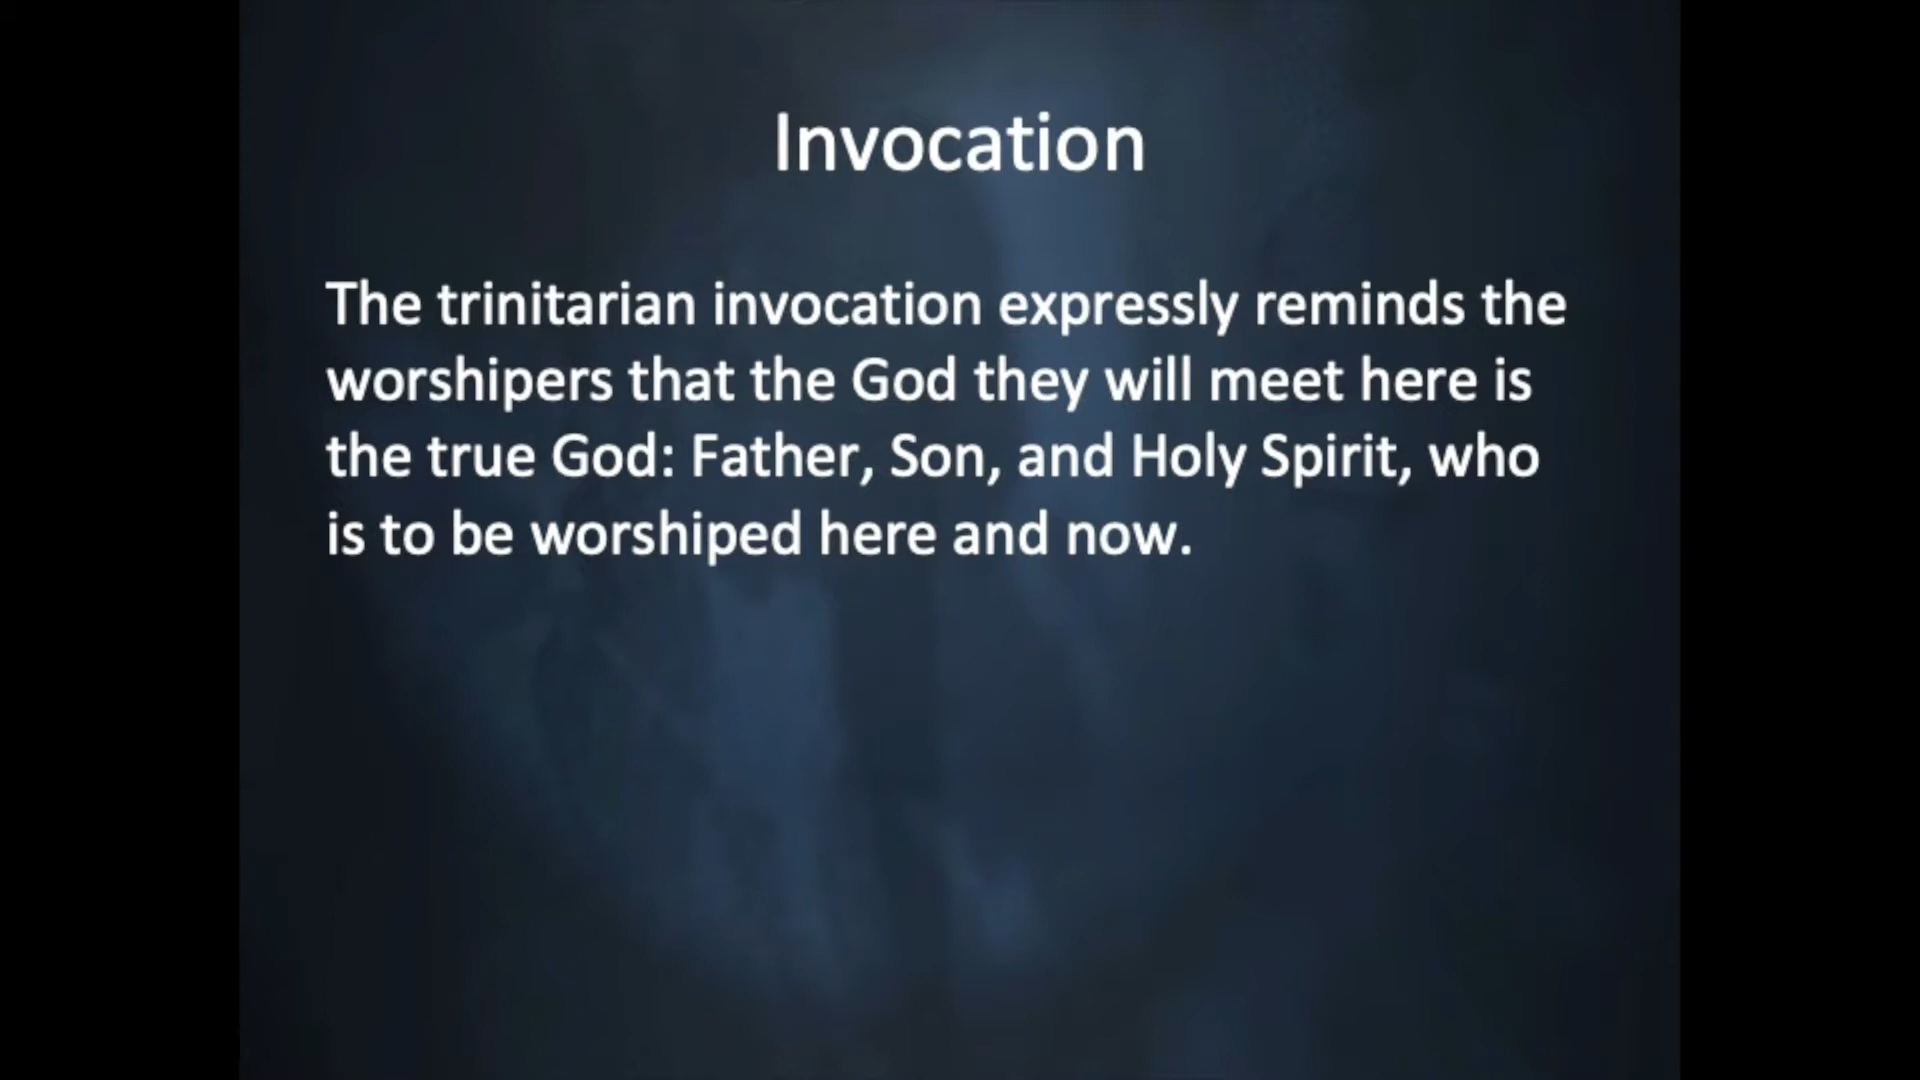 Invocation
The trinitarian invocation expressly reminds the
worshipers that the God they will meet here is
the true God: Father, Son, and Holy Spirit, who
is to be worshiped here and now.